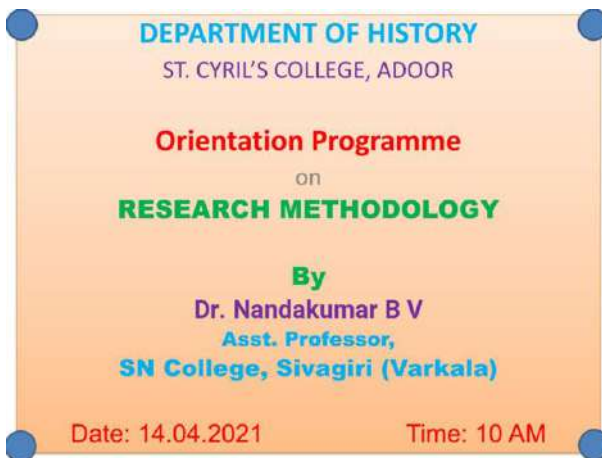 DEPARTMENT OF HISTORY
ST. CYRIL'S COLLEGE, ADOOR
Orientation Programme
on
RESEARCH METHODOLOGY
By
Dr. Nandakumar B V
Asst. Professor,
SN College, Sivagiri (Varkala)
Date: 14.04.2021 Time: 10 AM